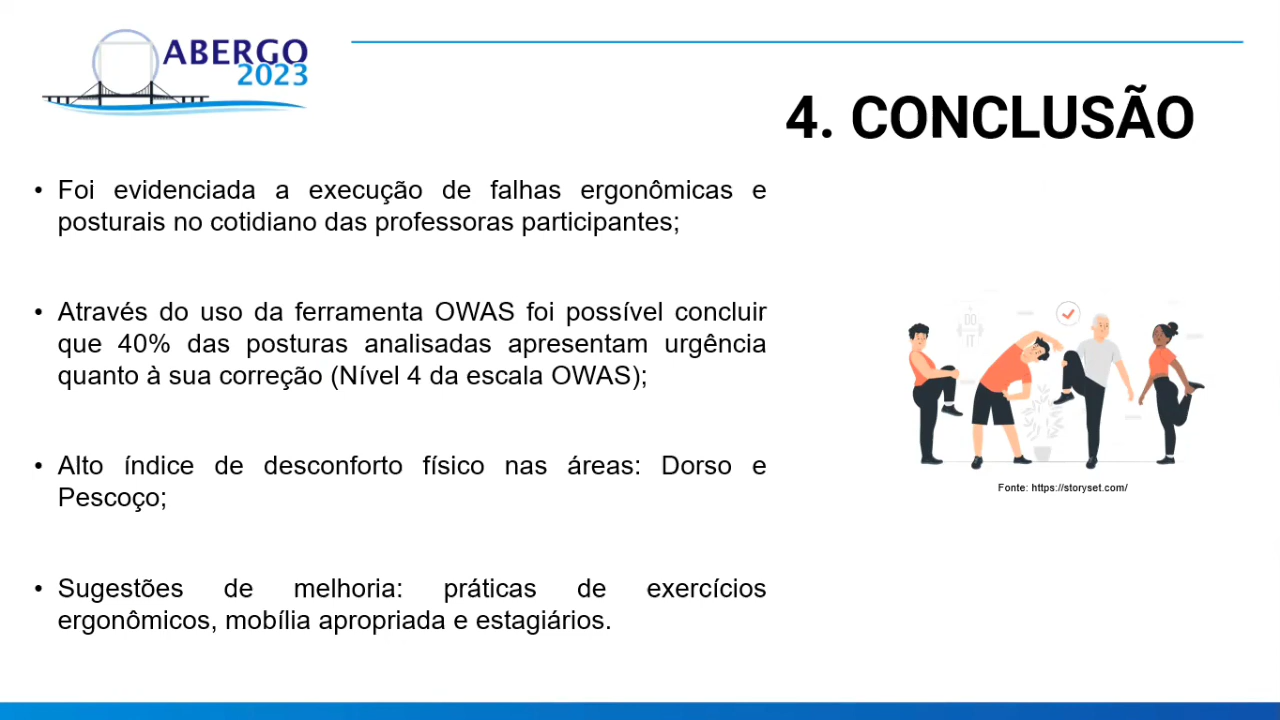 ABERGO
2023
4. CONCLUSÃO
• Foi evidenciada a execução de falhas ergonômicas e
posturais no cotidiano das professoras participantes;
• Através do uso da ferramenta OWAS foi possível concluir
que 40% das posturas analisadas apresentam urgência
quanto à sua correção (Nível 4 da escala OWAS);
• Alto índice de desconforto físico nas áreas: Dorso e
Pescoço;
• Sugestões de melhoria: práticas de exercícios
ergonômicos, mobília apropriada e estagiários.
DO
IT
Fonte: https://storyset.com/